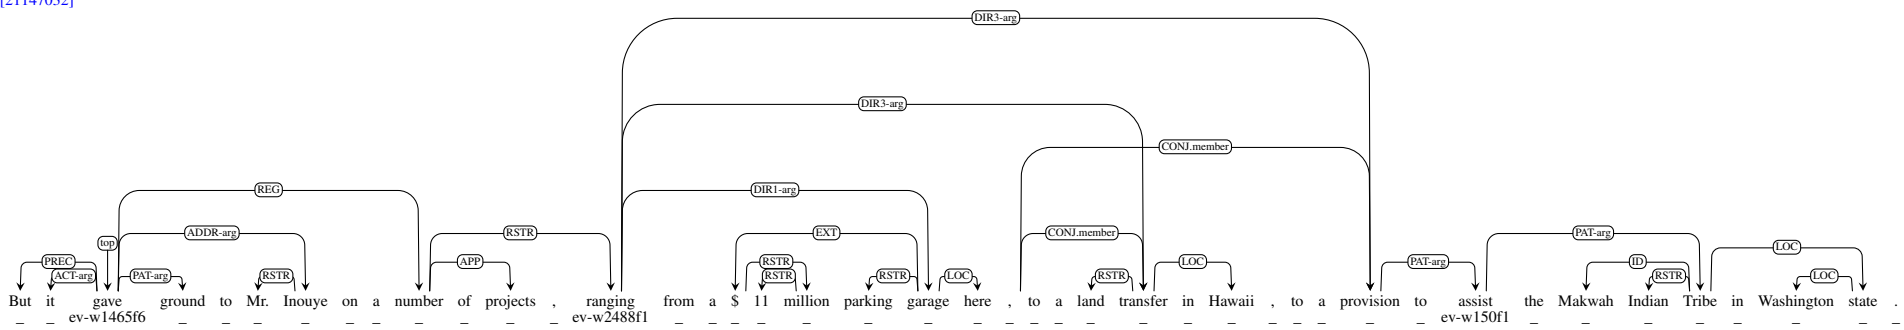 [21147032]
DIR3-arg
DIR3-arg
CONJ.member
REG DIR1-arg
top ADDR-arg RSTR EXT CONJ.member PAT-arg LOC
PREC APP RSTR LOC PAT-arg ID
ACT-arg PAT-arg RSTR RSTR RSTR LOC RSTR RSTR LOC
But it gave ground to Mr. Inouye on a number of projects , ranging from a $ 11 million parking garage here , to a land transfer in Hawaii , to a provision to assist the Makwah Indian Tribe in Washington state .
_ _ ev-w1465f6 _ _ _ _ _ _ _ _ _ _ ev-w2488f1 _ _ _ _ _ _ _ _ _ _ _ _ _ _ _ _ _ _ _ _ _ ev-w150f1 _ _ _ _ _ _ _ _